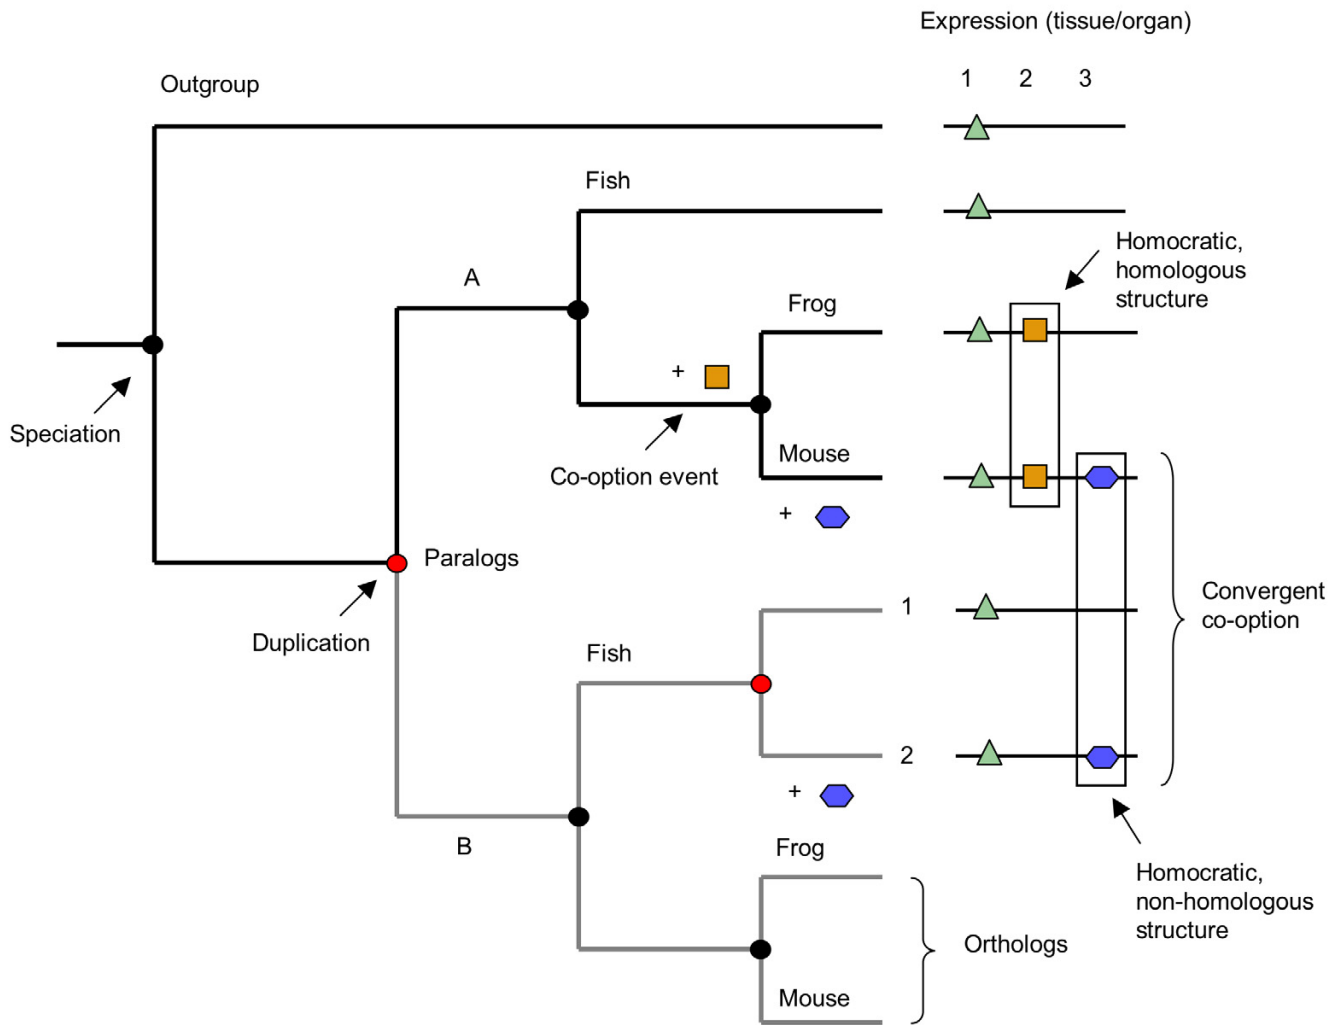 Expression (tissue/organ)
1 2 3
Outgroup
Fish
Homocratic,
homologous
structure
A
Frog
+
Speciation
Co-option event
Mouse
+
Paralogs
Duplication
Convergent
co-option
1
Fish
2
+
B
Frog
Homocratic,
non-homologous
structure
Orthologs
Mouse